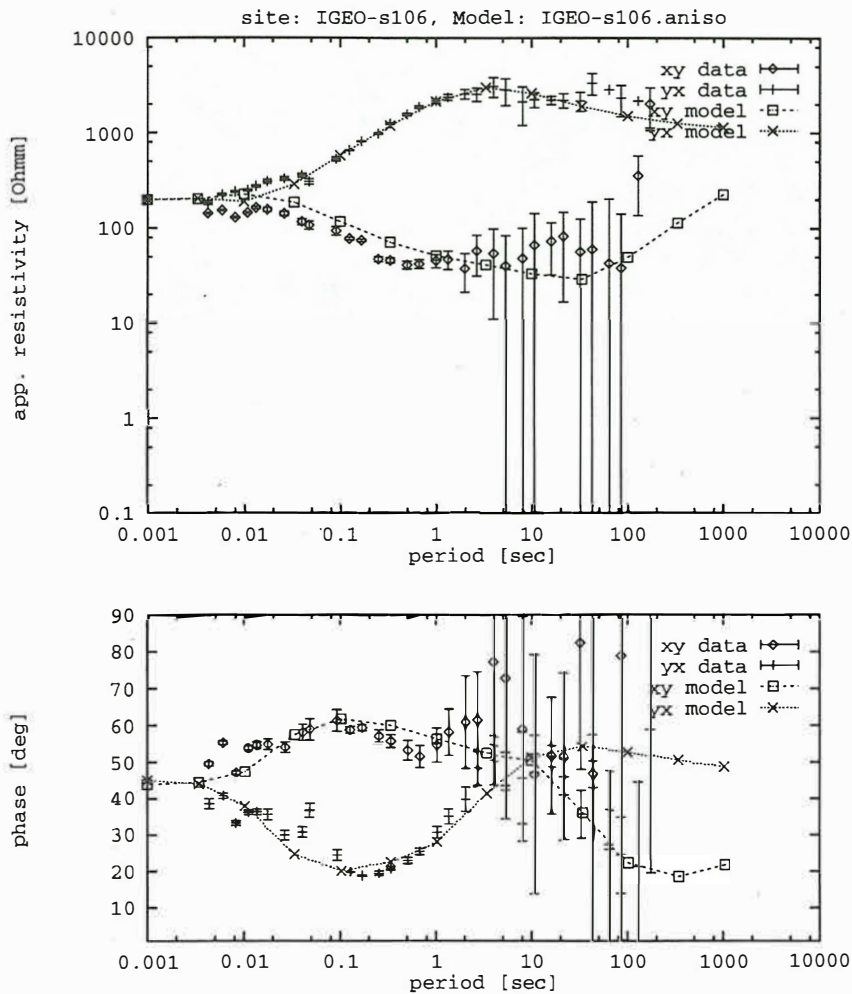 site: IGEO-s106, Model: IGEO-s106.aniso
10000
1000
100
10
1
0.1
app. resistivity [Ohmm]
xy data
yx data
xy model
yx model
0.001 0.01 0.1 1 10 100 1000 10000
period [sec]
90
80
70
60
50
40
30
20
10
phase [deg]
xy data
yx data
xy model
yx model
0.001 0.01 0.1 1 10 100 1000 10000
period [sec]